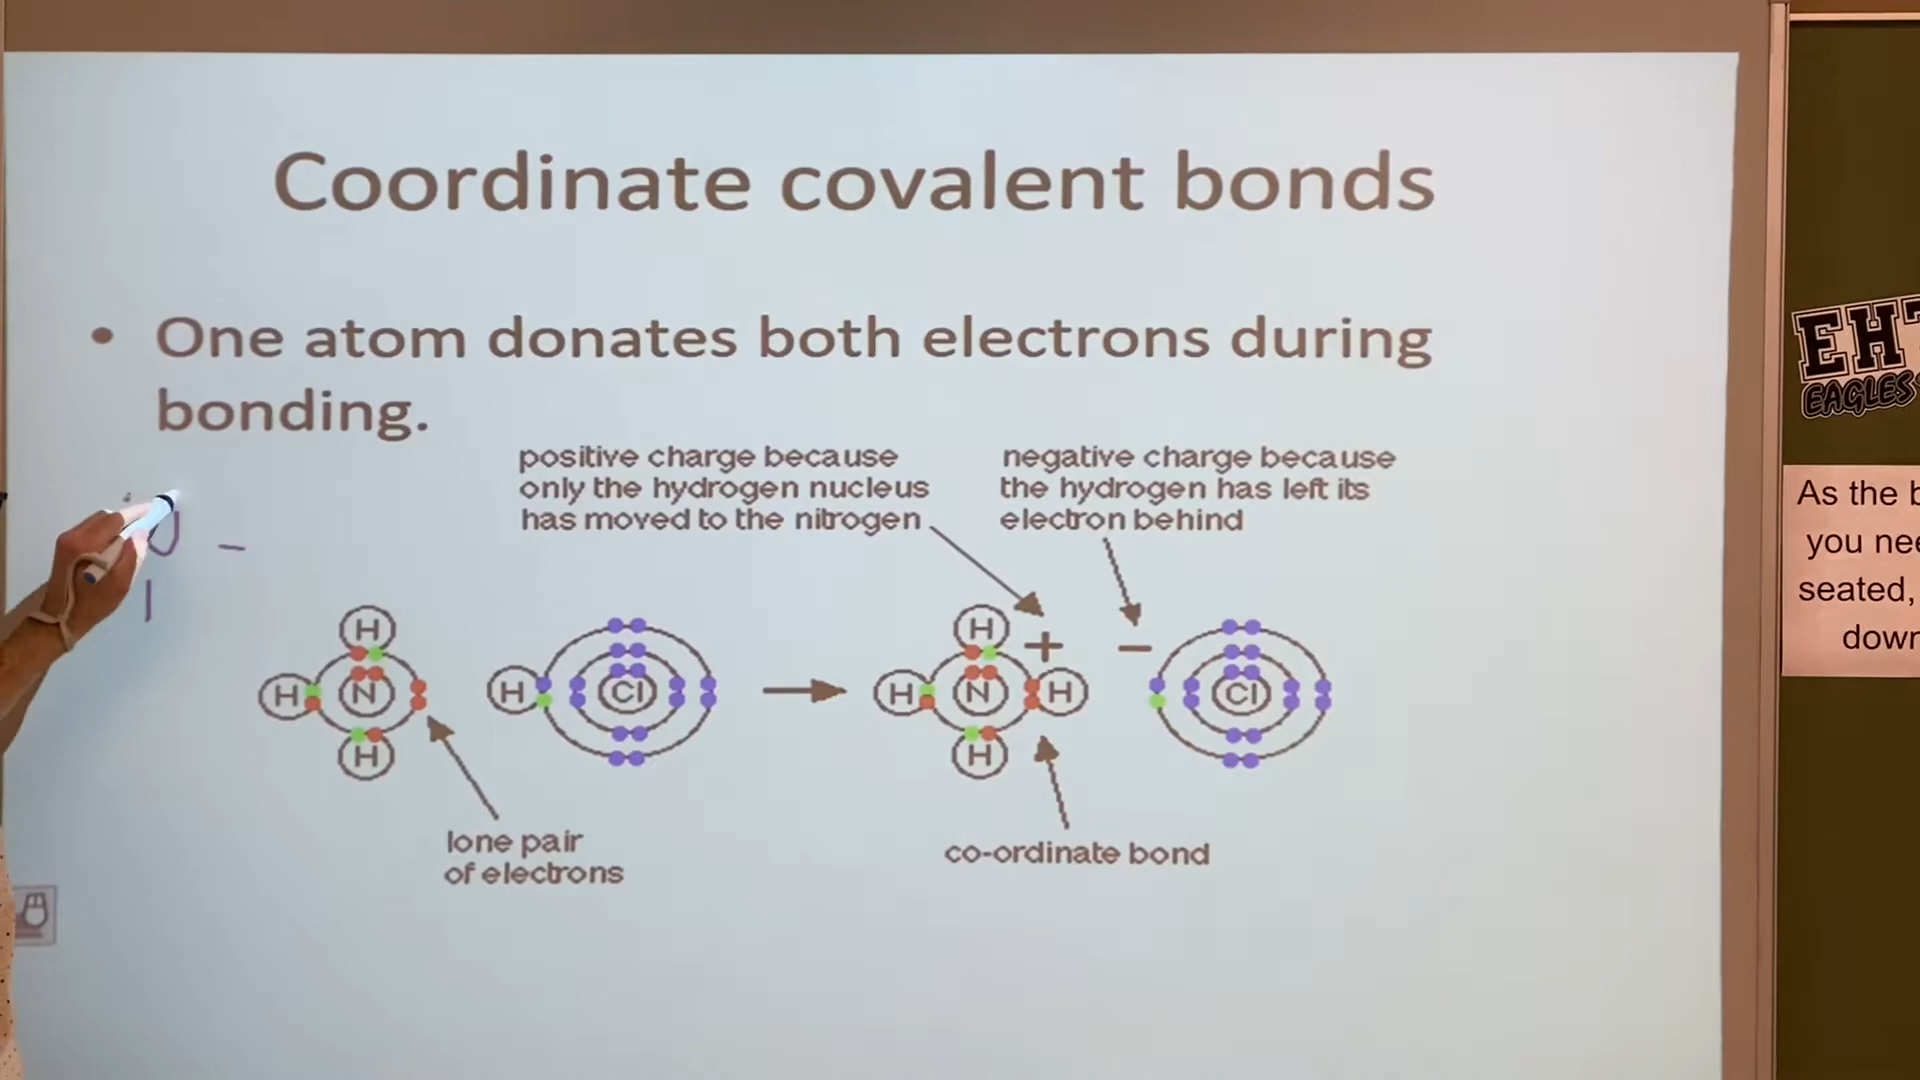 Coordinate covalent bonds
• One atom donates both electrons during
bonding.
positive charge because
only the hydrogen nucleus
has moved to the nitrogen
negative charge because
the hydrogen has left its
electron behind
H
H N
H
H Cl
H
+
H N H
H
−
Cl
lone pair
of electrons
co-ordinate bond
EHT
EAGLES
As the b
you nee
seated,
down